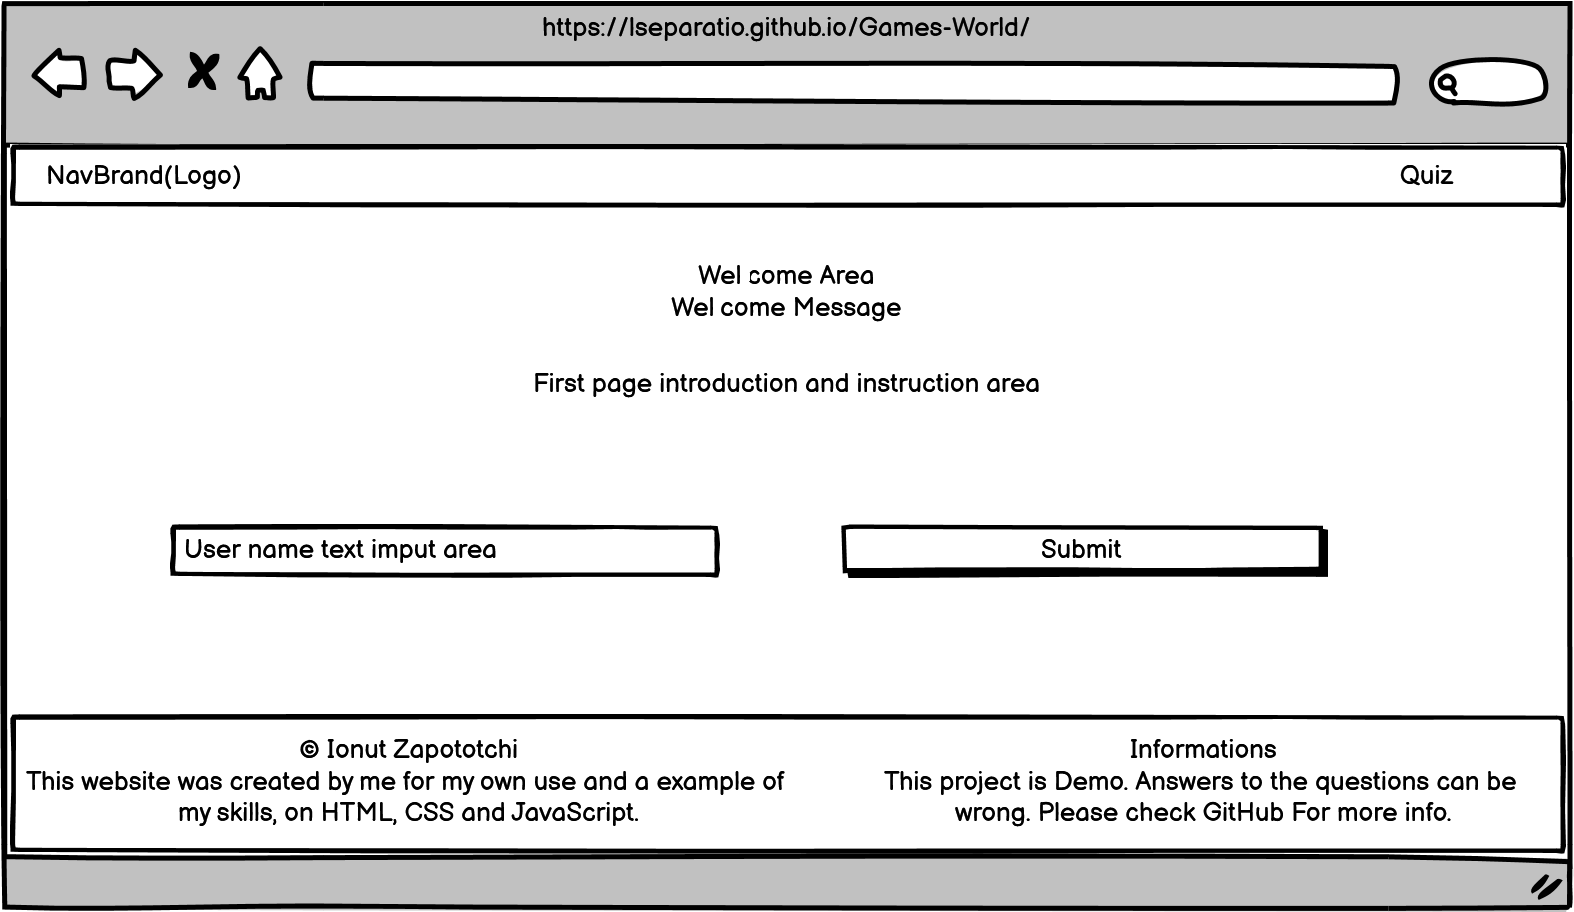 https://Iseparatio.github.io/Games-World/
NavBrand(Logo)
Quiz
Wel come Area
Wel come Message
First page introduction and instruction area
User name text imput area
Submit
© Ionut Zapototchi
This website was created by me for my own use and a example of
my skills, on HTML, CSS and JavaScript.
Informations
This project is Demo. Answers to the questions can be
wrong. Please check GitHub For more info.